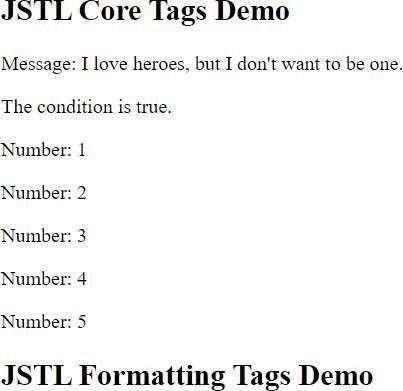 JSTL Core Tags Demo
Message: I love heroes, but I don't want to be one.
The condition is true.
Number: 1
Number: 2
Number: 3
Number: 4
Number: 5
JSTL Formatting Tags Demo